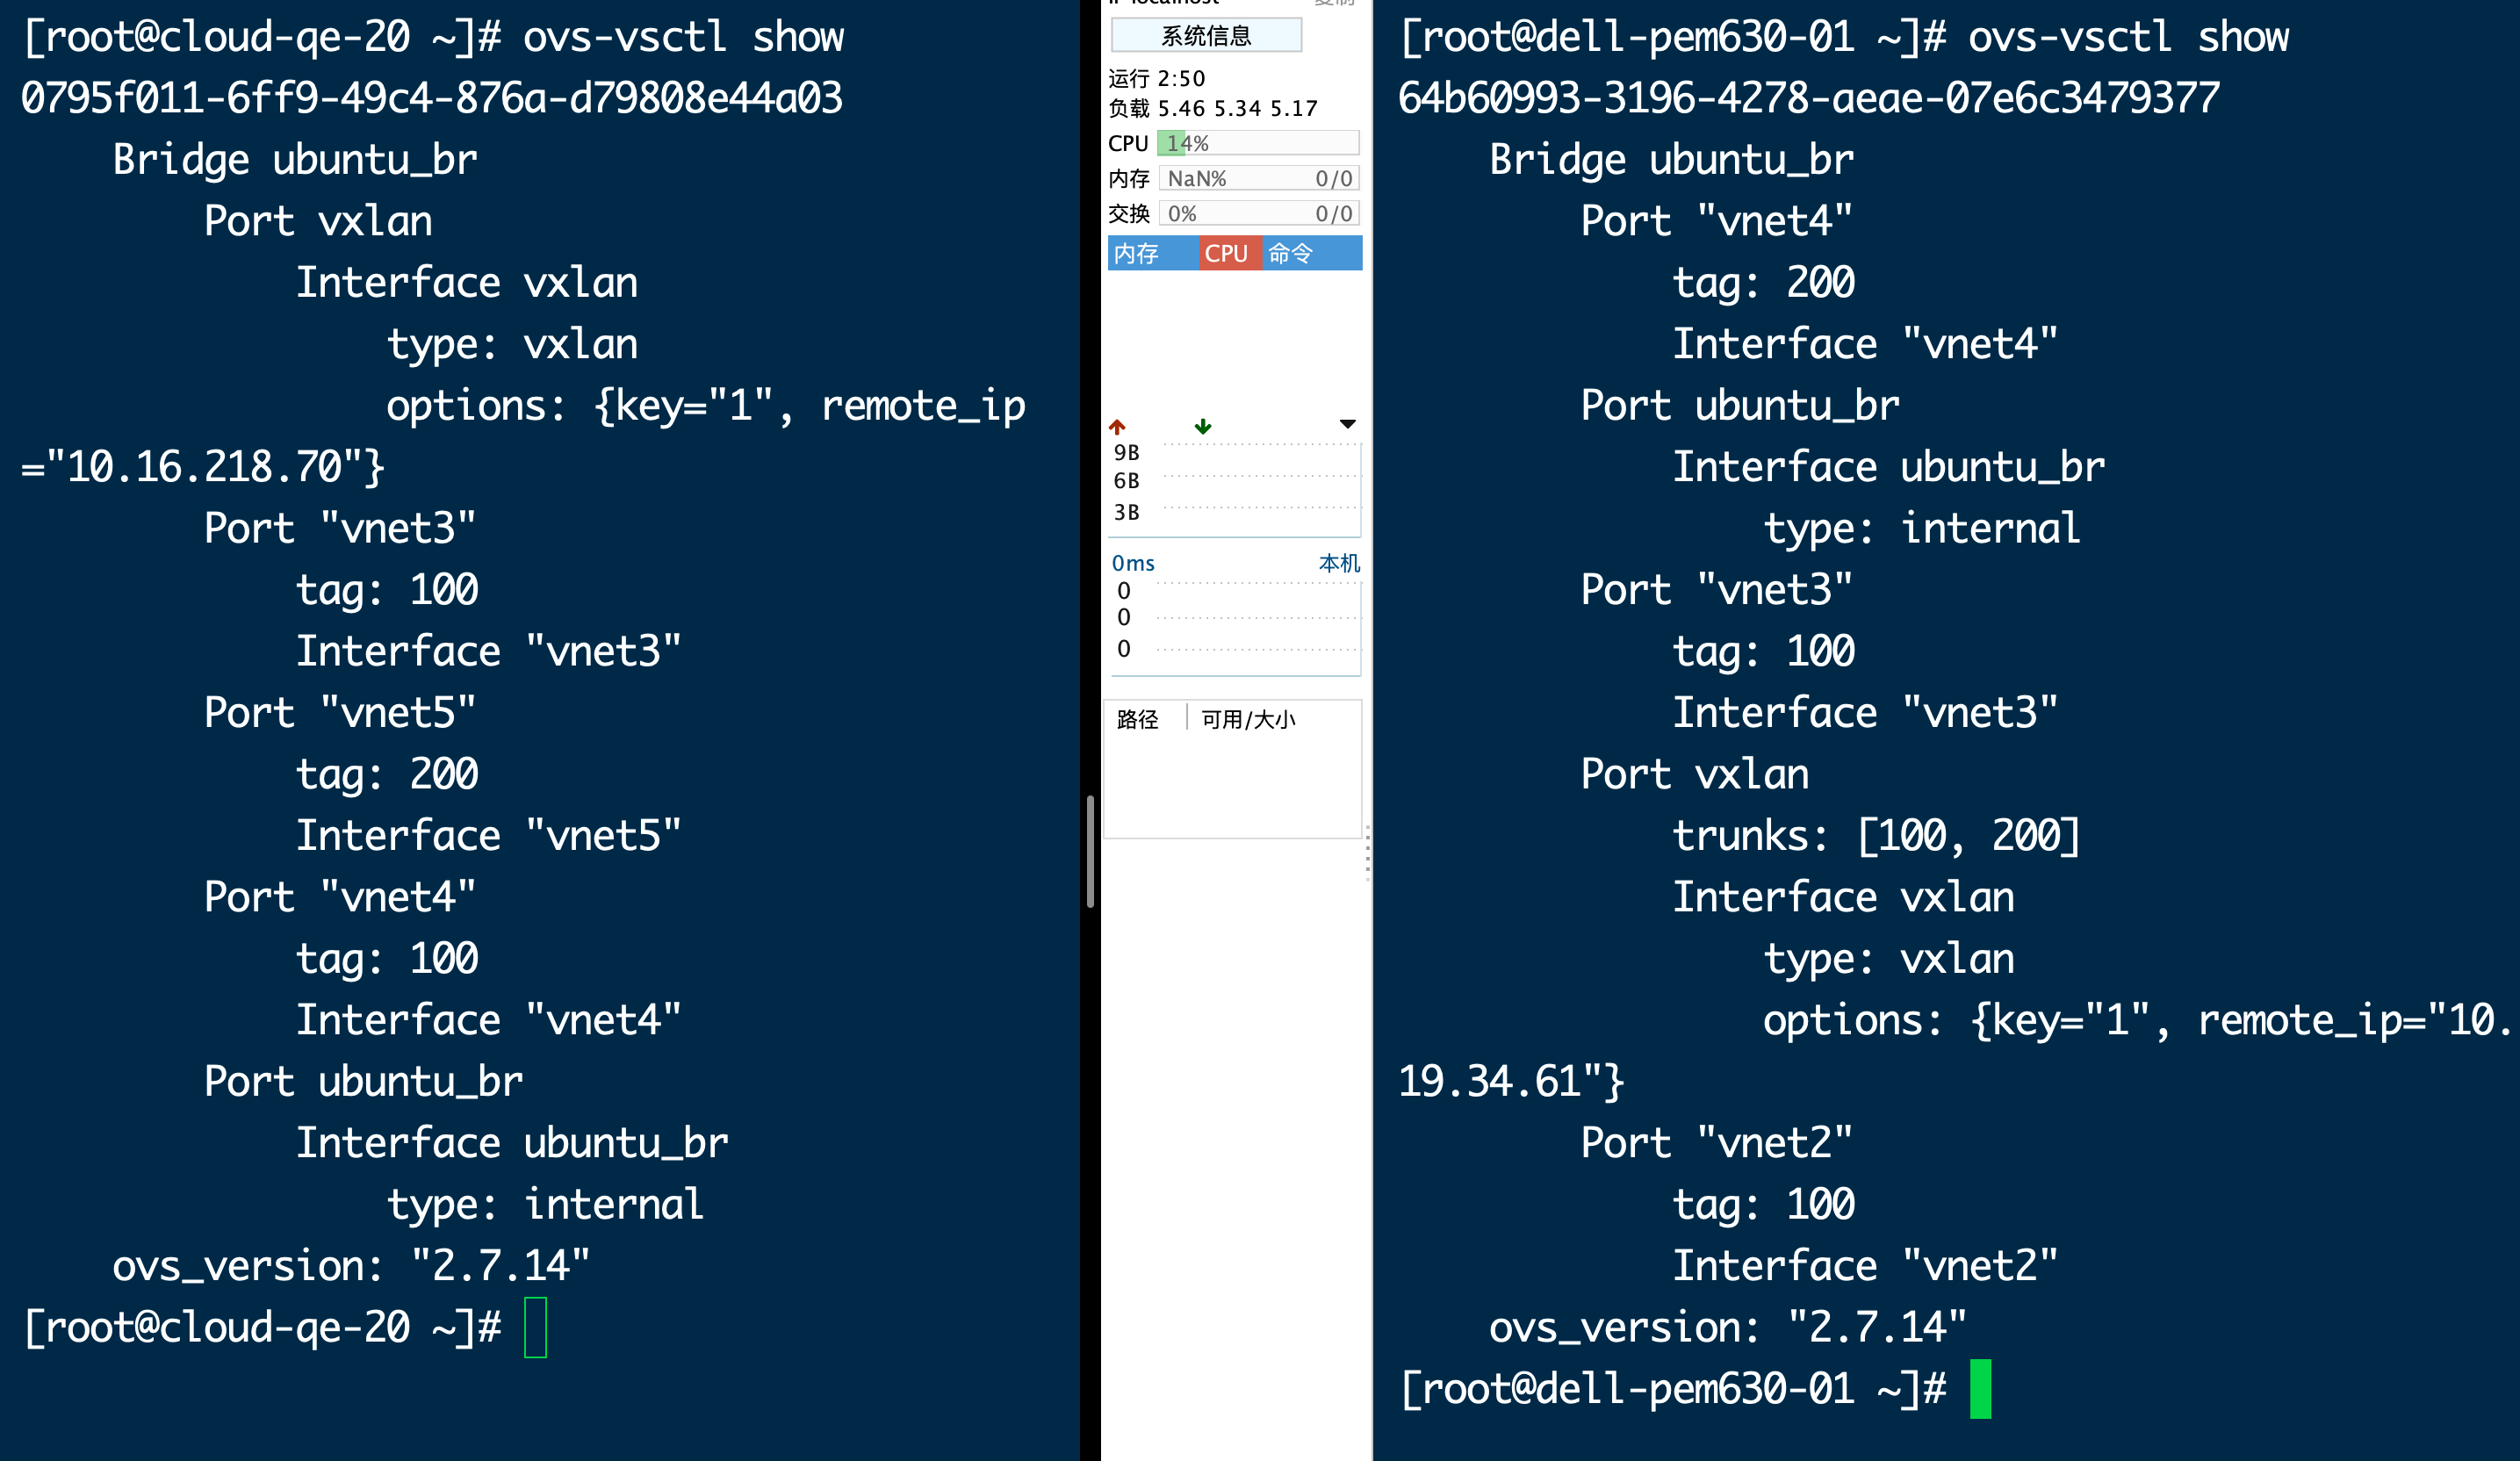 [root@cloud-qe-20 ~]# ovs-vsctl show
0795f011-6ff9-49c4-876a-d79808e44a03
    Bridge ubuntu_br
        Port vxlan
            Interface vxlan
                type: vxlan
                options: {key="1", remote_ip
="10.16.218.70"}
        Port "vnet3"
            tag: 100
            Interface "vnet3"
        Port "vnet5"
            tag: 200
            Interface "vnet5"
        Port "vnet4"
            tag: 100
            Interface "vnet4"
        Port ubuntu_br
            Interface ubuntu_br
                type: internal
    ovs_version: "2.7.14"
[root@cloud-qe-20 ~]#
IP localhost 复制
系统信息
运行 2:50
负载 5.46 5.34 5.17
CPU 14%
内存 NaN% 0/0
交换 0% 0/0
内存 CPU 命令
9B
6B
3B
0ms 本机
0
0
0
路径 可用/大小
[root@dell-pem630-01 ~]# ovs-vsctl show
64b60993-3196-4278-aeae-07e6c3479377
    Bridge ubuntu_br
        Port "vnet4"
            tag: 200
            Interface "vnet4"
        Port ubuntu_br
            Interface ubuntu_br
                type: internal
        Port "vnet3"
            tag: 100
            Interface "vnet3"
        Port vxlan
            trunks: [100, 200]
            Interface vxlan
                type: vxlan
                options: {key="1", remote_ip="10.
19.34.61"}
        Port "vnet2"
            tag: 100
            Interface "vnet2"
    ovs_version: "2.7.14"
[root@dell-pem630-01 ~]#